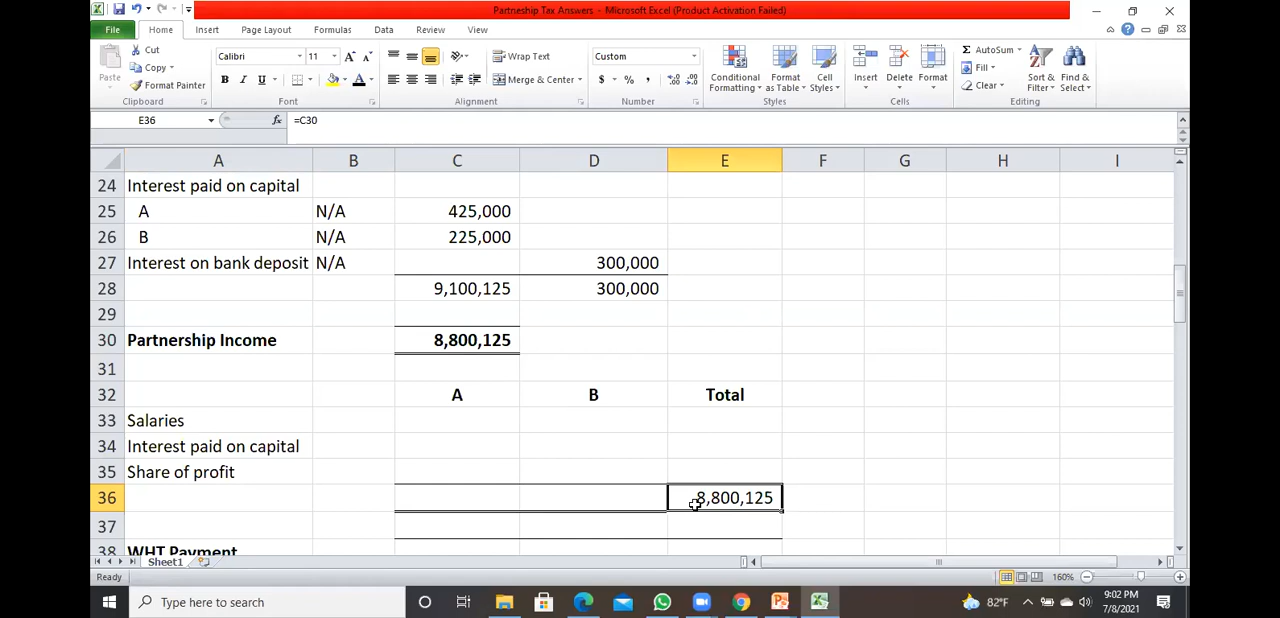 Partneship Tax Answers - Microsoft Excel (Product Activation Failed)
File Home Insert Page Layout Formulas Data Review View
Cut
Copy
Format Painter
Paste
Clipboard
Calibri 11
B I U
Font
Wrap Text
Merge & Center
Alignment
Custom
$ % ,
Number
Conditional Formatting
Format as Table
Cell Styles
Styles
Insert Delete Format
Cells
AutoSum
Fill
Clear
Sort & Filter
Find & Select
Editing
E36 fx =C30
A B C D E F G H I
24 Interest paid on capital
25 A N/A 425,000
26 B N/A 225,000
27 Interest on bank deposit N/A 300,000
28 9,100,125 300,000
29
30 Partnership Income 8,800,125
31
32 A B Total
33 Salaries
34 Interest paid on capital
35 Share of profit
36 8,800,125
37
38 WHT Payment
Sheet1
Ready 160%
Type here to search
82°F
9:02 PM
7/8/2021